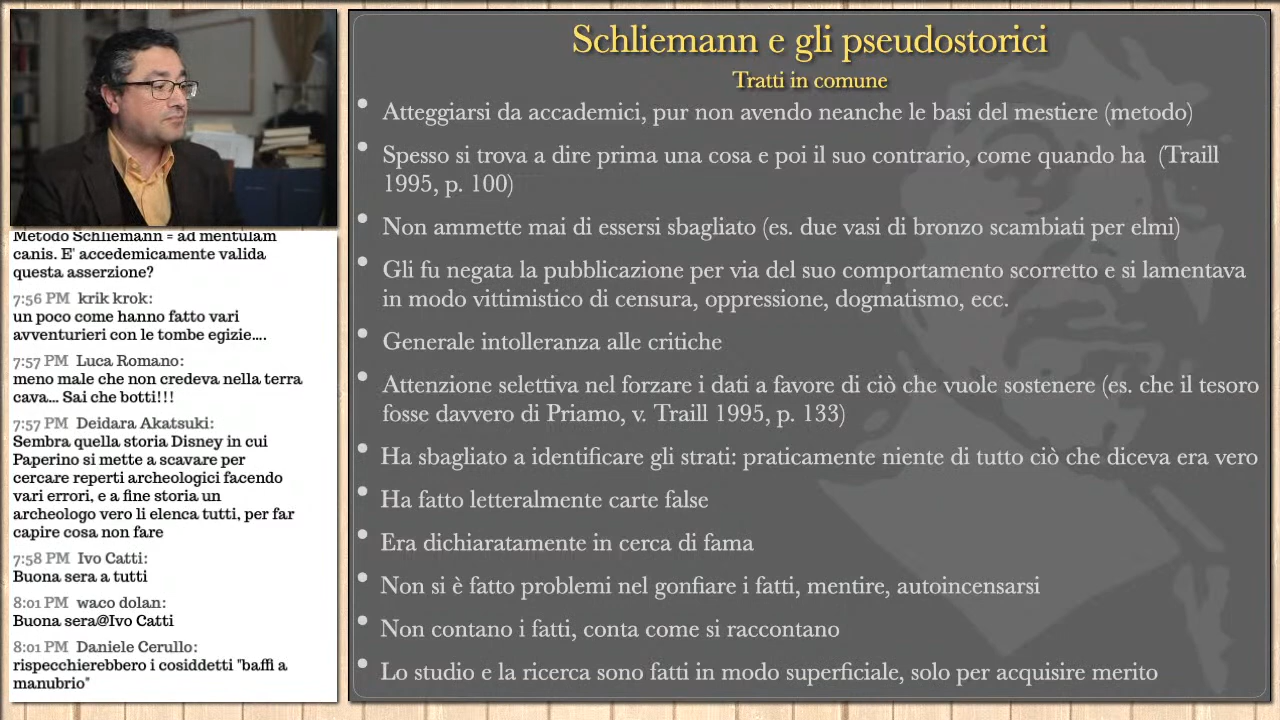 Schliemann e gli pseudostorici
Tratti in comune
• Atteggiarsi da accademici, pur non avendo neanche le basi del mestiere (metodo)
• Spesso si trova a dire prima una cosa e poi il suo contrario, come quando ha (Traill
1995, p. 100)
• Non ammette mai di essersi sbagliato (es. due vasi di bronzo scambiati per elmi)
• Gli fu negata la pubblicazione per via del suo comportamento scorretto e si lamentava
in modo vittimistico di censura, oppressione, dogmatismo, ecc.
• Generale intolleranza alle critiche
• Attenzione selettiva nel forzare i dati a favore di ciò che vuole sostenere (es. che il tesoro
fosse davvero di Priamo, v. Traill 1995, p. 133)
• Ha sbagliato a identificare gli strati: praticamente niente di tutto ciò che diceva era vero
• Ha fatto letteralmente carte false
• Era dichiaratamente in cerca di fama
• Non si è fatto problemi nel gonfiare i fatti, mentire, autoincensarsi
• Non contano i fatti, conta come si raccontano
• Lo studio e la ricerca sono fatti in modo superficiale, solo per acquisire merito
Metodo Schliemann = ad mentulam
canis. E' accedemicamente valida
questa asserzione?
7:56 PM krik krok:
un poco come hanno fatto vari
avventurieri con le tombe egizie....
7:57 PM Luca Romano:
meno male che non credeva nella terra
cava... Sai che botti!!!
7:57 PM Deidara Akatsuki:
Sembra quella storia Disney in cui
Paperino si mette a scavare per
cercare reperti archeologici facendo
vari errori, e a fine storia un
archeologo vero li elenca tutti, per far
capire cosa non fare
7:58 PM Ivo Catti:
Buona sera a tutti
8:01 PM waco dolan:
Buona sera@Ivo Catti
8:01 PM Daniele Cerullo:
rispecchierebbero i cosiddetti "baffi a
manubrio"